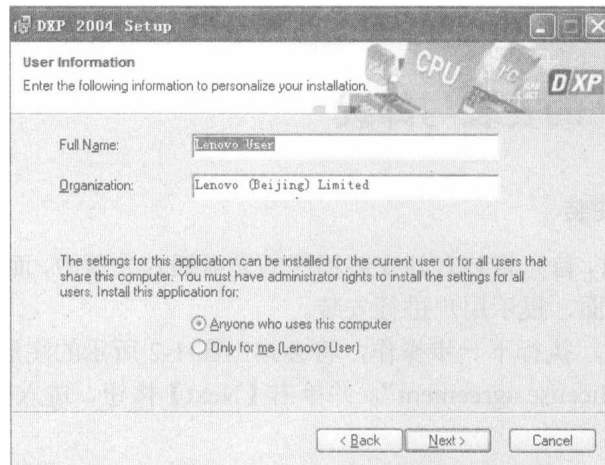 DXP 2004 Setup
User Information
Enter the following information to personalize your installation.
CPU
I²C
DXP
Full Name:
Lenovo User
Organization:
Lenovo (Beijing) Limited
The settings for this application can be installed for the current user or for all users that
share this computer. You must have administrator rights to install the settings for all
users. Install this application for:
Anyone who uses this computer
Only for me (Lenovo User)
< Back
Next >
Cancel